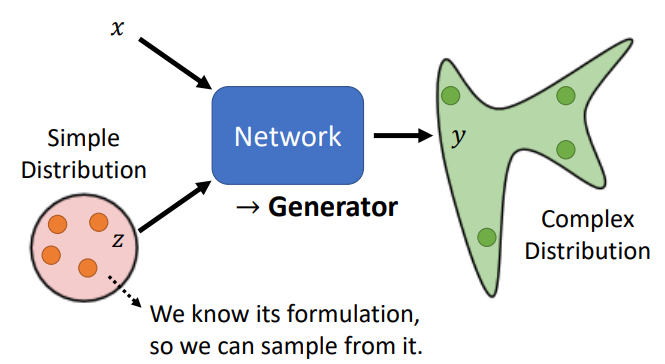 x
Simple
Distribution
z
Network
→ Generator
y
Complex
Distribution
We know its formulation,
so we can sample from it.